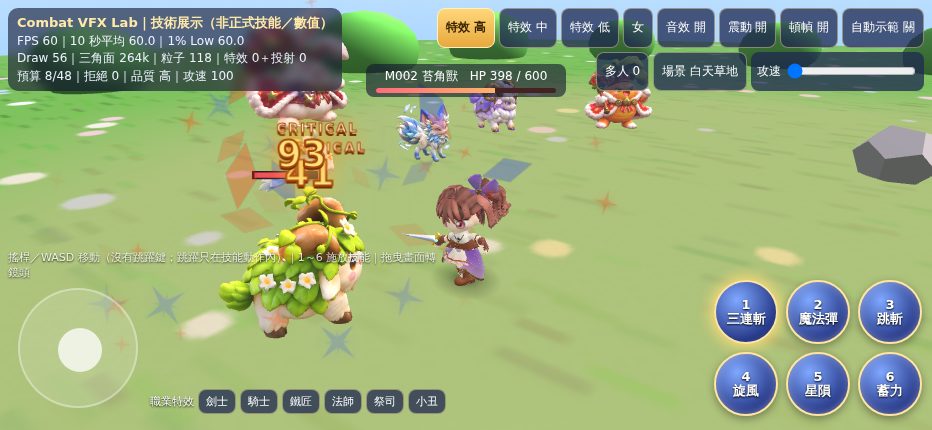 Combat VFX Lab｜技術展示（非正式技能／數值）
FPS 60｜10 秒平均 60.0｜1% Low 60.0
Draw 56｜三角面 264k｜粒子 118｜特效 0＋投射 0
預算 8/48｜拒絕 0｜品質 高｜攻速 100
特效 高
特效 中
特效 低
女
音效 開
震動 開
頓幀 開
自動示範 關
多人 0
場景 白天草地
攻速
M002 苔角獸 HP 398 / 600
CRITICAL
93
ICAL
41
搖桿／WASD 移動（沒有跳躍鍵；跳躍只在技能動作內）｜1～6 施放技能｜拖曳畫面轉
鏡頭
1
三連斬
2
魔法彈
3
跳斬
4
旋風
5
星隕
6
蓄力
職業特效
劍士
騎士
鐵匠
法師
祭司
小丑